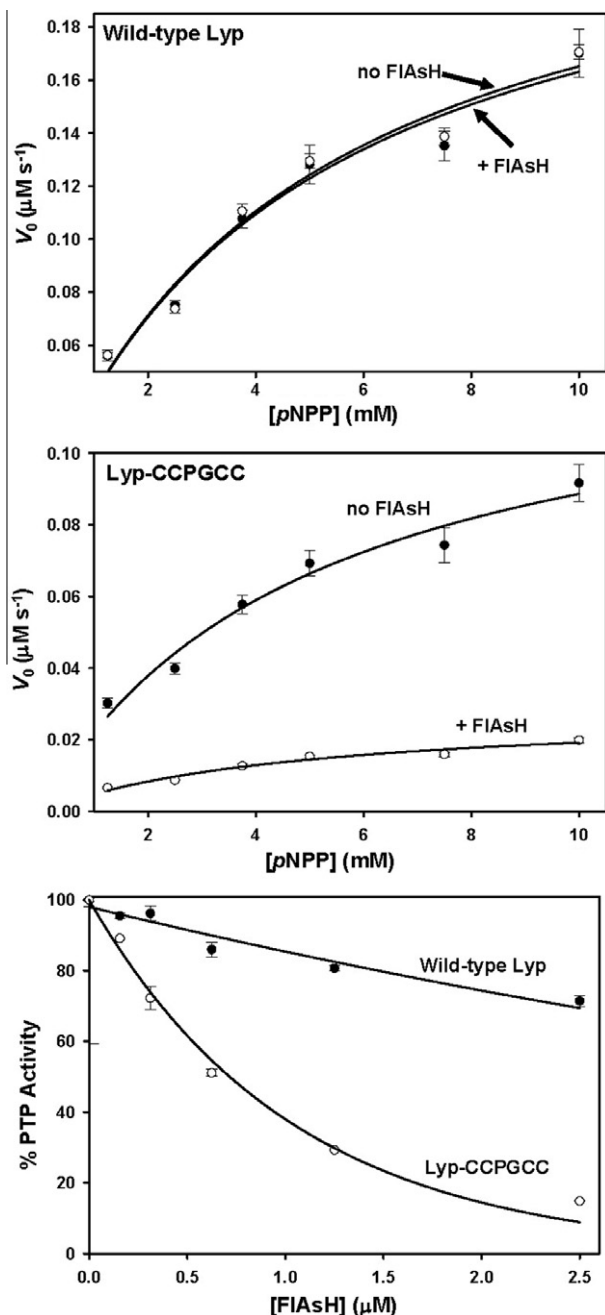 Wild-type Lyp
no FlAsH
+ FlAsH
V₀ (μM s⁻¹)
0.18
0.16
0.14
0.12
0.10
0.08
0.06
2 4 6 8 10
[pNPP] (mM)
Lyp-CCPGCC
no FlAsH
+ FlAsH
V₀ (μM s⁻¹)
0.10
0.08
0.06
0.04
0.02
0.00
2 4 6 8 10
[pNPP] (mM)
Wild-type Lyp
Lyp-CCPGCC
% PTP Activity
100
80
60
40
20
0
0.0 0.5 1.0 1.5 2.0 2.5
[FlAsH] (μM)